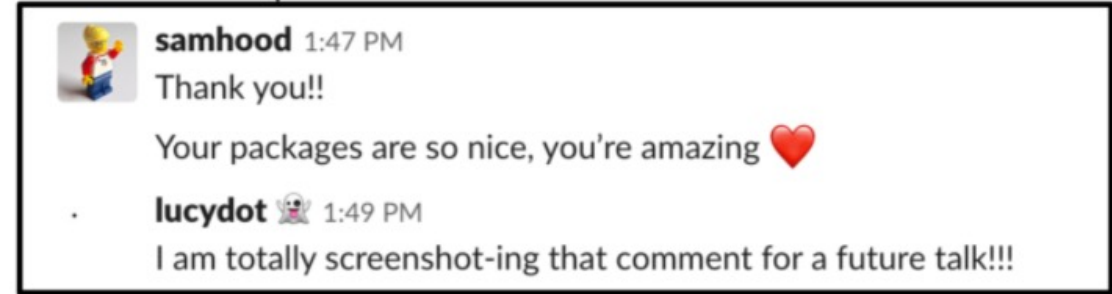 samhood 1:47 PM
Thank you!!
Your packages are so nice, you’re amazing ❤️
lucydot 👻 1:49 PM
I am totally screenshot-ing that comment for a future talk!!!